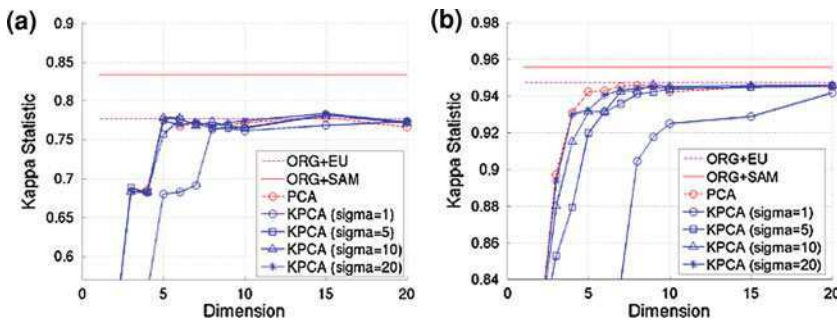 (a)
0.9
0.85
0.8
0.75
0.7
0.65
0.6
Kappa Statistic
0 5 10 15 20
Dimension
ORG+EU
ORG+SAM
PCA
KPCA (sigma=1)
KPCA (sigma=5)
KPCA (sigma=10)
KPCA (sigma=20)
(b)
0.98
0.96
0.94
0.92
0.9
0.88
0.86
0.84
Kappa Statistic
0 5 10 15 20
Dimension
ORG+EU
ORG+SAM
PCA
KPCA (sigma=1)
KPCA (sigma=5)
KPCA (sigma=10)
KPCA (sigma=20)